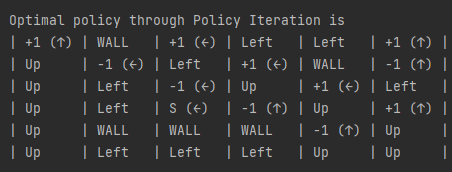 Optimal policy through Policy Iteration is
| +1 (↑) | WALL | +1 (←) | Left | Left | +1 (↑) |
| Up | -1 (←) | Left | +1 (←) | WALL | -1 (↑) |
| Up | Left | -1 (←) | Up | +1 (←) | Left |
| Up | Left | S (←) | -1 (↑) | Up | +1 (↑) |
| Up | WALL | WALL | WALL | -1 (↑) | Up |
| Up | Left | Left | Left | Up | Up |